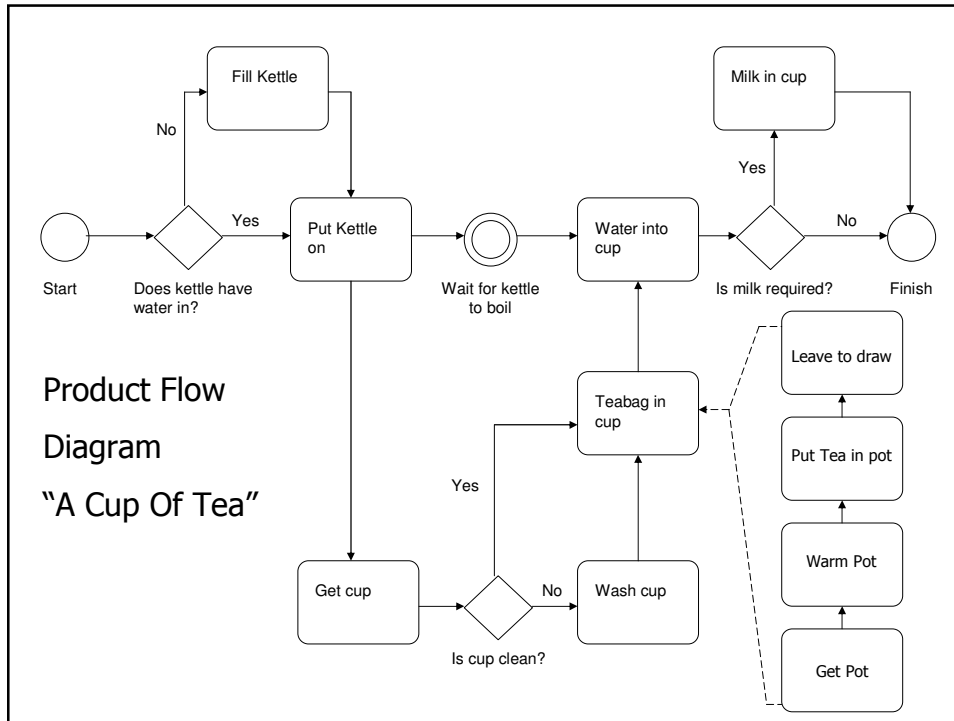 Fill Kettle
Milk in cup
No
Yes
Yes
Put Kettle
on
Water into
cup
No
Start
Does kettle have
water in?
Wait for kettle
to boil
Is milk required?
Finish
Product Flow
Diagram
“A Cup Of Tea”
Leave to draw
Teabag in
cup
Put Tea in pot
Yes
Warm Pot
Get cup
No
Wash cup
Is cup clean?
Get Pot